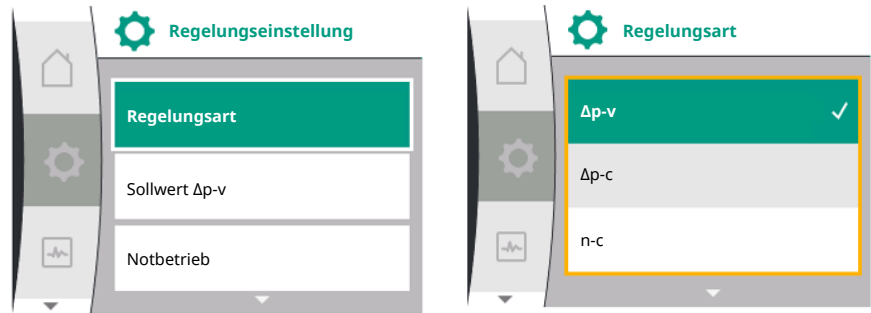 Regelungseinstellung
Regelungsart
Sollwert Δp-v
Notbetrieb
Regelungsart
Δp-v
Δp-c
n-c